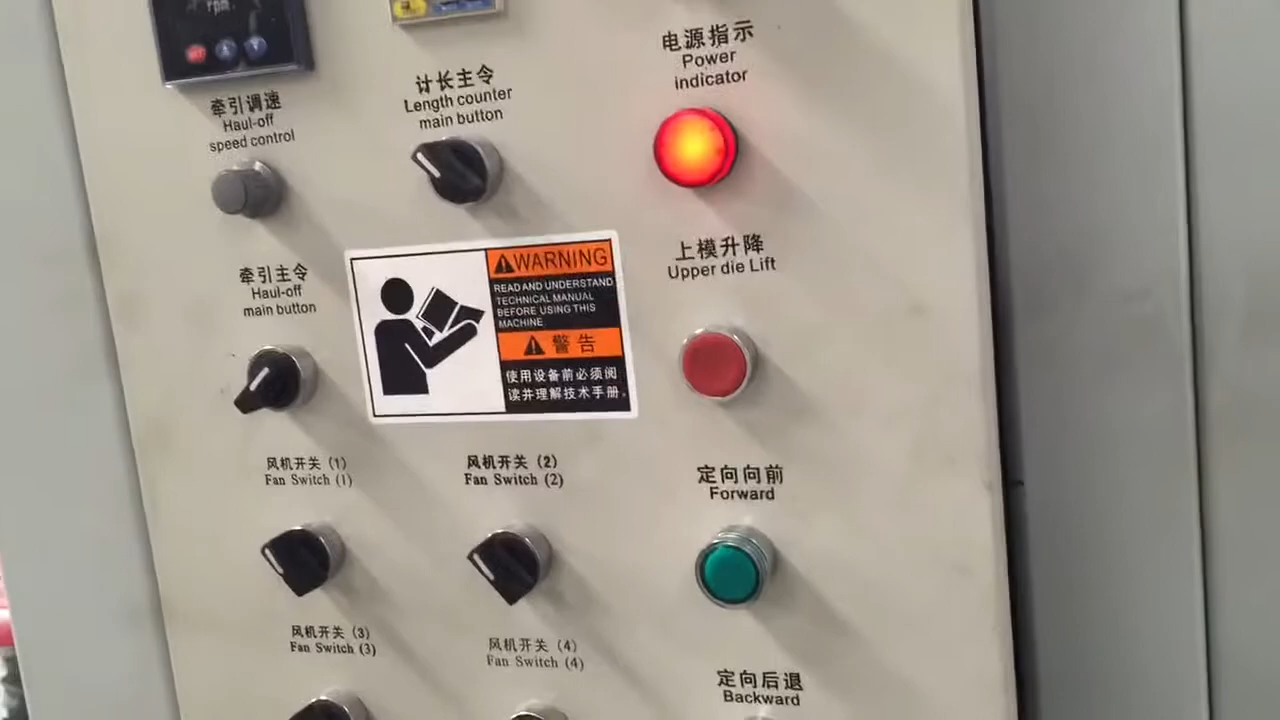 rpm
SET
牵引调速
Haul-off
speed control
计长主令
Length counter
main button
电源指示
Power
indicator
牵引主令
Haul-off
main button
WARNING
READ AND UNDERSTAND
TECHNICAL MANUAL
BEFORE USING THIS
MACHINE
警告
使用设备前必须阅
读并理解技术手册。
上模升降
Upper die Lift
风机开关（1）
Fan Switch (1)
风机开关（2）
Fan Switch (2)
定向向前
Forward
风机开关（3）
Fan Switch (3)
风机开关（4）
Fan Switch (4)
定向后退
Backward